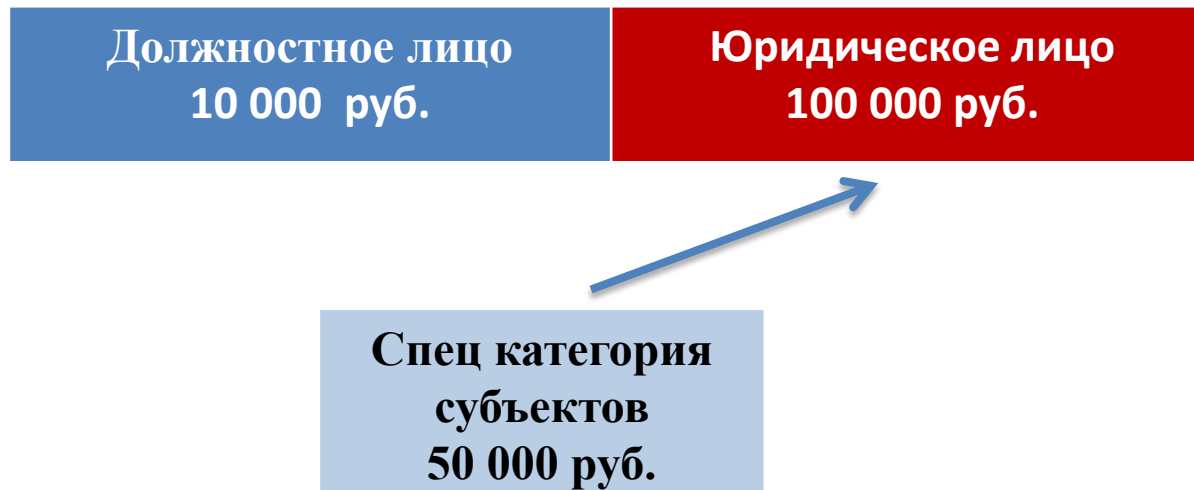 Должностное лицо
10 000 руб.
Юридическое лицо
100 000 руб.
Спец категория
субъектов
50 000 руб.